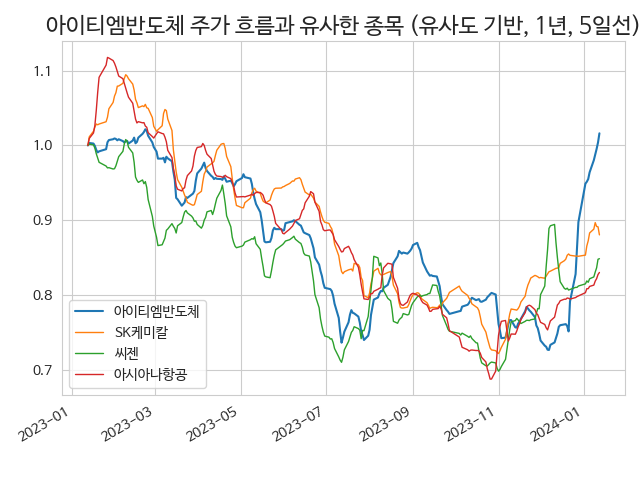 아이티엠반도체 주가 흐름과 유사한 종목 (유사도 기반, 1년, 5일선)
1.1
1.0
0.9
0.8
0.7
아이티엠반도체
SK케미칼
씨젠
아시아나항공
2023-01
2023-03
2023-05
2023-07
2023-09
2023-11
2024-01